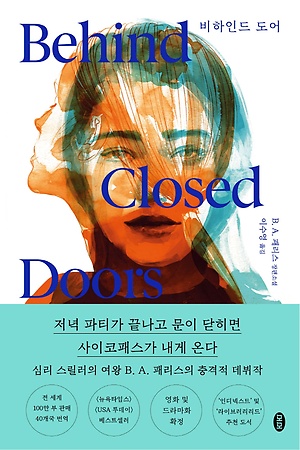 Behind
비하인드 도어
Closed
Doors
B. A. 패리스 장편소설
이수영 옮김
저녁 파티가 끝나고 문이 닫히면
사이코패스가 내게 온다
심리 스릴러의 여왕 B. A. 패리스의 충격적 데뷔작
전 세계
100만 부 판매
40개국 번역
〈뉴욕타임스〉
〈USA 투데이〉
베스트셀러
영화 및
드라마화
확정
'인디넥스트' 및
'라이브러리리드'
추천 도서